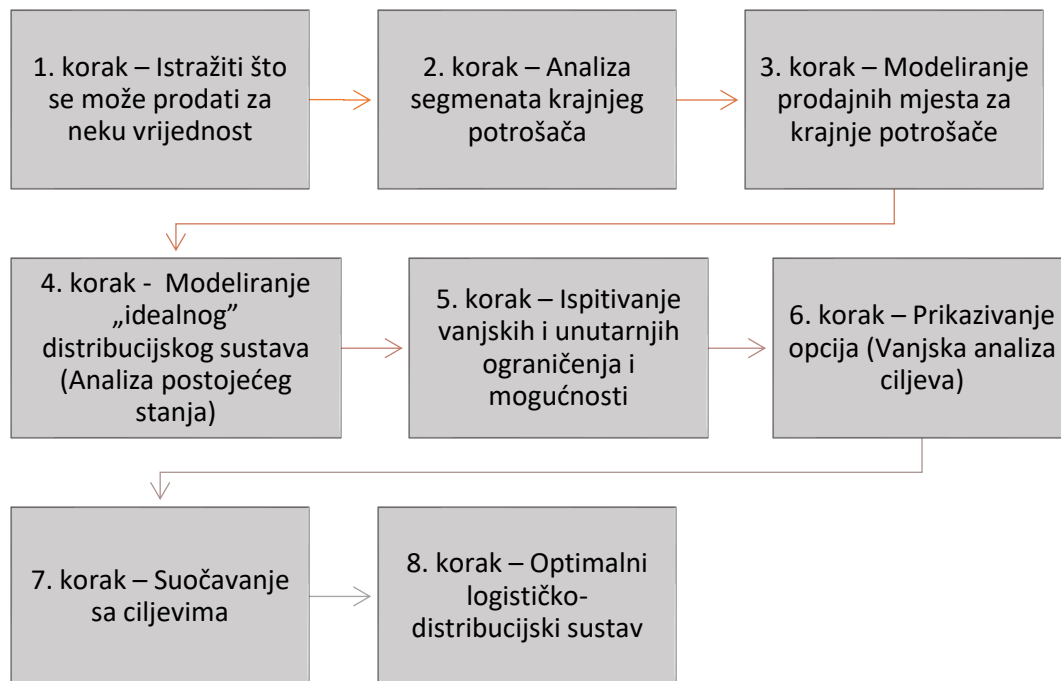 1. korak – Istražiti što
se može prodati za
neku vrijednost
2. korak – Analiza
segmenata krajnjeg
potrošača
3. korak – Modeliranje
prodajnih mjesta za
krajnje potrošače
4. korak - Modeliranje
„idealnog”
distribucijskog sustava
(Analiza postojećeg
stanja)
5. korak – Ispitivanje
vanjskih i unutarnjih
ograničenja i
mogućnosti
6. korak – Prikazivanje
opcija (Vanjska analiza
ciljeva)
7. korak – Suočavanje
sa ciljevima
8. korak – Optimalni
logističko-
distribucijski sustav